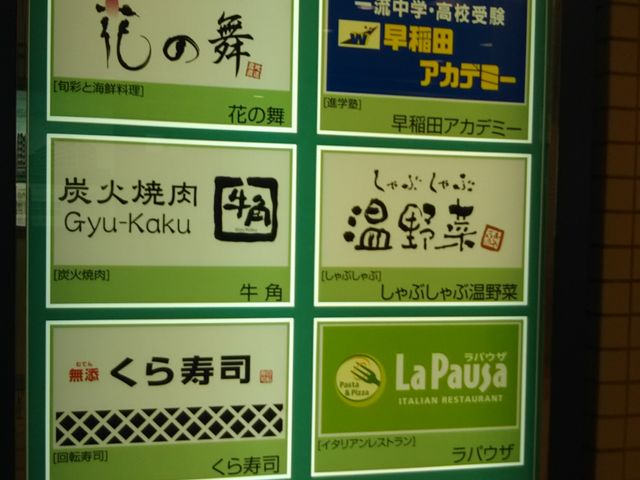 花の舞
[旬彩と海鮮料理]
花の舞
一流中学・高校受験
早稲田
アカデミー
[進学塾]
早稲田アカデミー
炭火焼肉
Gyu-Kaku
牛角
[炭火焼肉]
牛角
しゃぶしゃぶ
温野菜
[しゃぶしゃぶ]
しゃぶしゃぶ温野菜
むてん
無添
くら寿司
[回転寿司]
くら寿司
Pasta
& Pizza
ラパウザ
La Pausa
ITALIAN RESTAURANT
[イタリアンレストラン]
ラパウザ